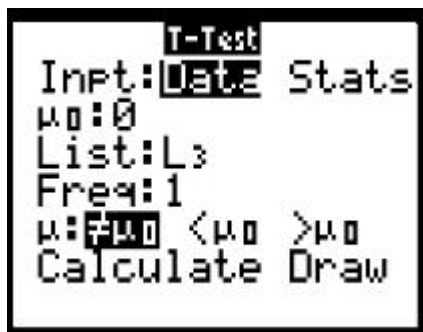 T-Test
Inpt:Data Stats
μ0:0
List:L3
Freq:1
μ:≠μ0 <μ0 >μ0
Calculate Draw